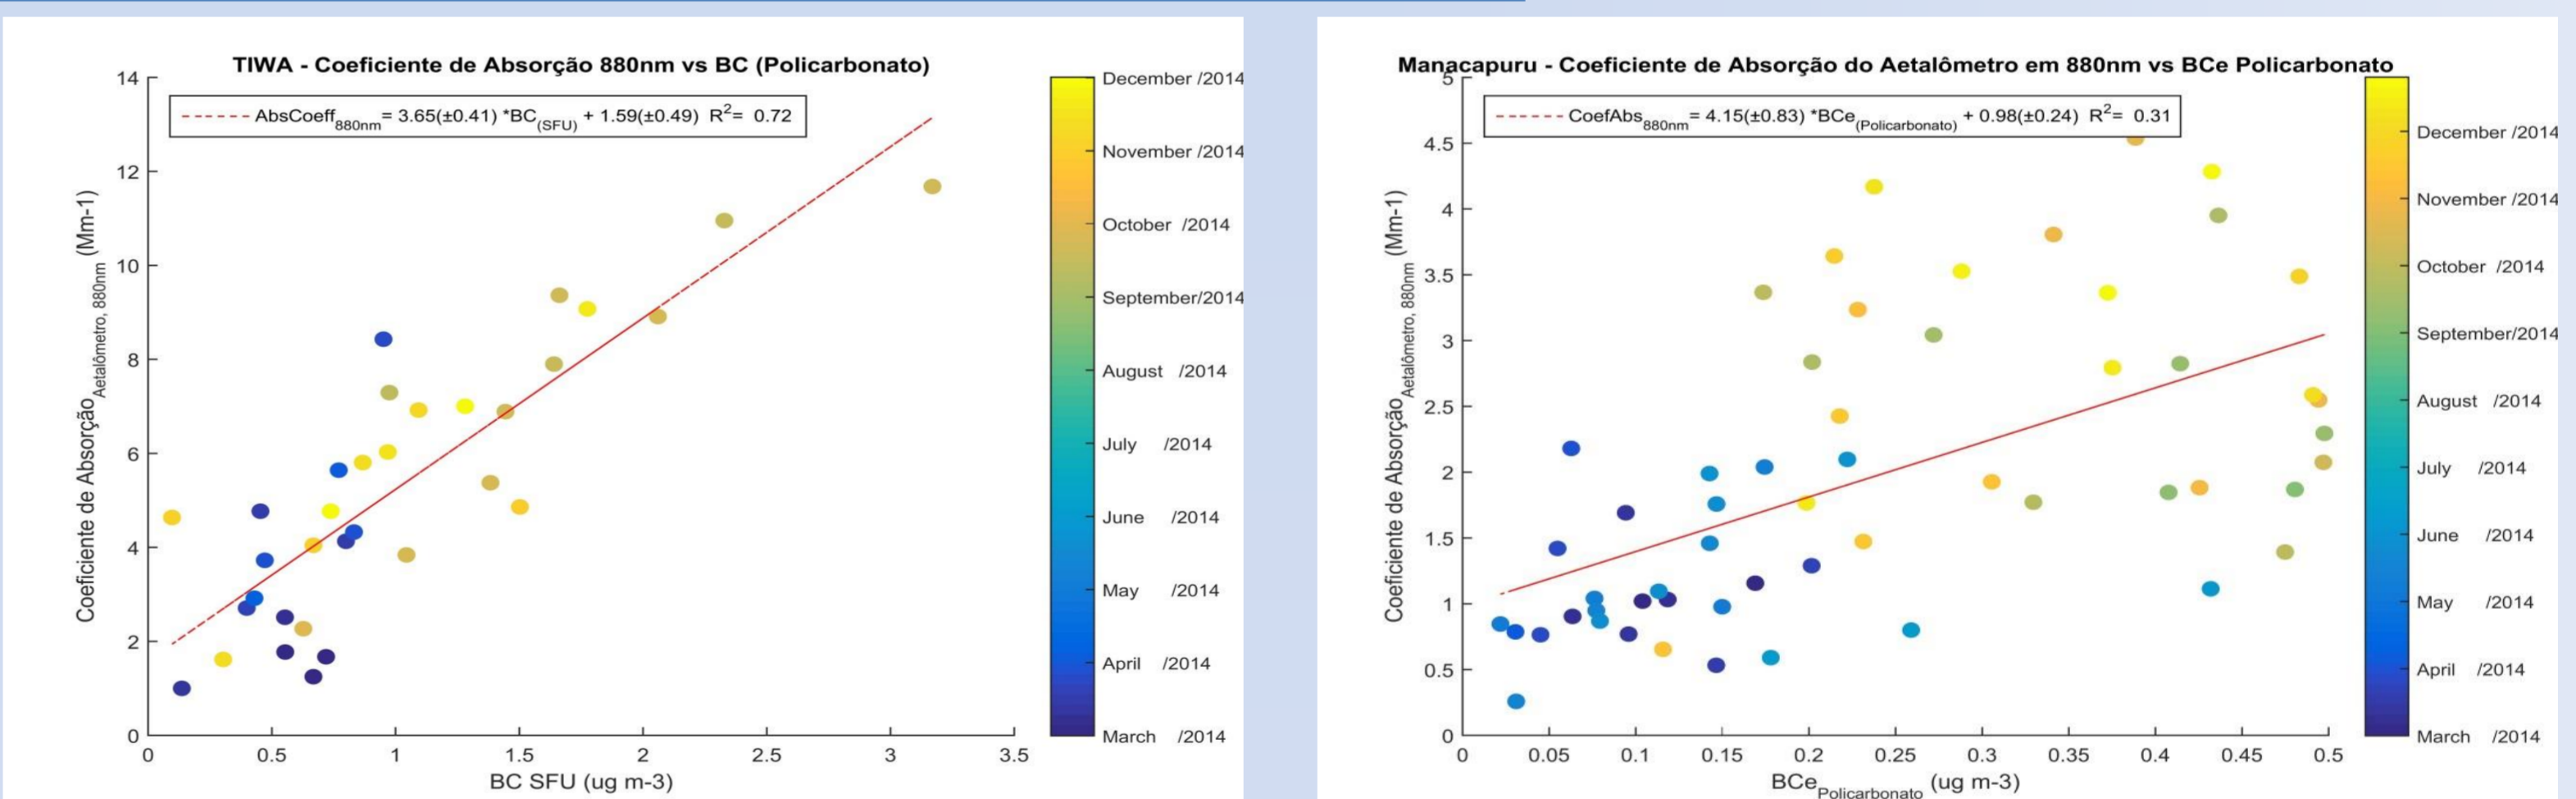 TIWA - Coeficiente de Absorção 880nm vs BC (Policarbonato)
AbsCoeff880nm= 3.65(±0.41) *BC(SFU) + 1.59(±0.49) R2= 0.72
Coeficiente de AbsorçãoAetalômetro, 880nm (Mm-1)
14
12
10
8
6
4
2
0
0 0.5 1 1.5 2 2.5 3 3.5
BC SFU (ug m-3)
December /2014
November /2014
October /2014
September/2014
August /2014
July /2014
June /2014
May /2014
April /2014
March /2014
Manacapuru - Coeficiente de Absorção do Aetalômetro em 880nm vs BCe Policarbonato
CoefAbs880nm= 4.15(±0.83) *BCe(Policarbonato) + 0.98(±0.24) R2= 0.31
Coeficiente de AbsorçãoAetalômetro, 880nm (Mm-1)
5
4.5
4
3.5
3
2.5
2
1.5
1
0.5
0
0 0.05 0.1 0.15 0.2 0.25 0.3 0.35 0.4 0.45 0.5
BCePolicarbonato (ug m-3)
December /2014
November /2014
October /2014
September/2014
August /2014
July /2014
June /2014
May /2014
April /2014
March /2014